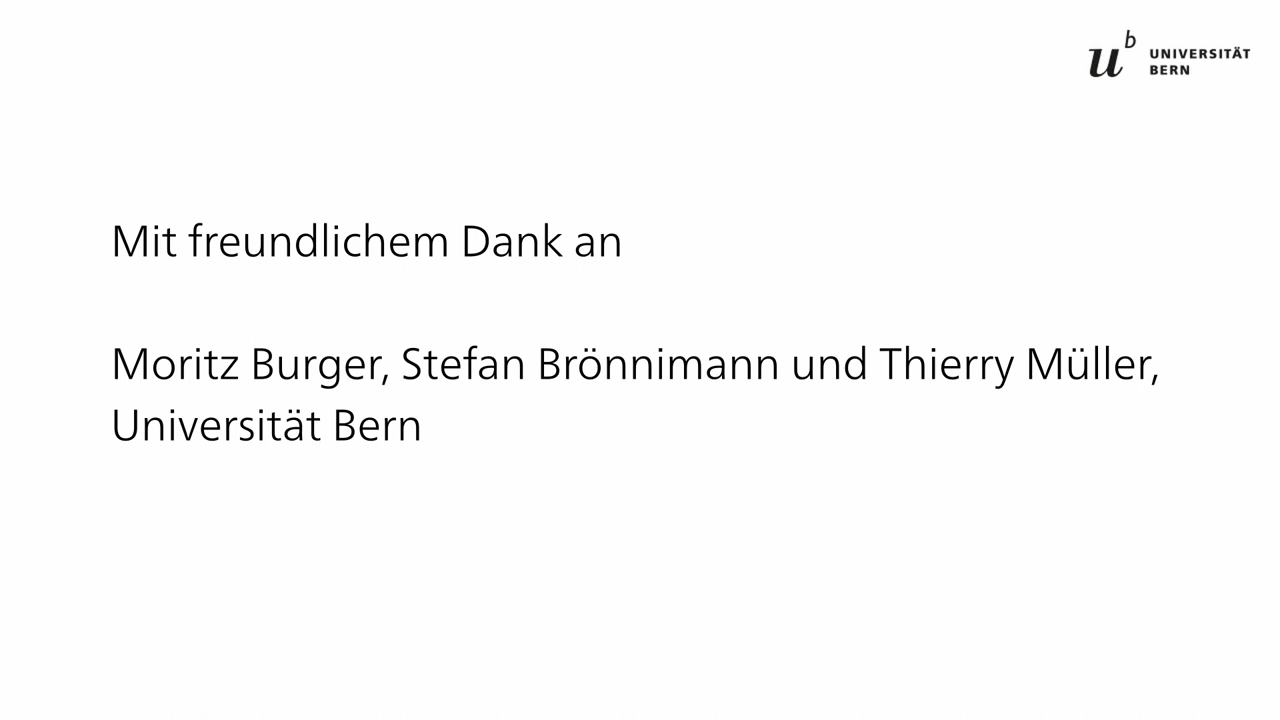 u^b UNIVERSITÄT
BERN
Mit freundlichem Dank an
Moritz Burger, Stefan Brönnimann und Thierry Müller,
Universität Bern